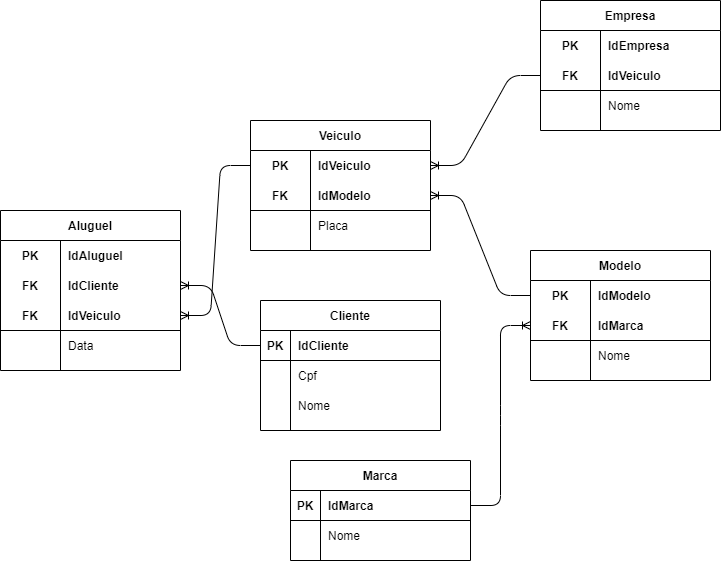 Empresa
PK IdEmpresa
FK IdVeiculo
Nome
Veiculo
PK IdVeiculo
FK IdModelo
Placa
Aluguel
PK IdAluguel
FK IdCliente
FK IdVeiculo
Data
Cliente
PK IdCliente
Cpf
Nome
Modelo
PK IdModelo
FK IdMarca
Nome
Marca
PK IdMarca
Nome